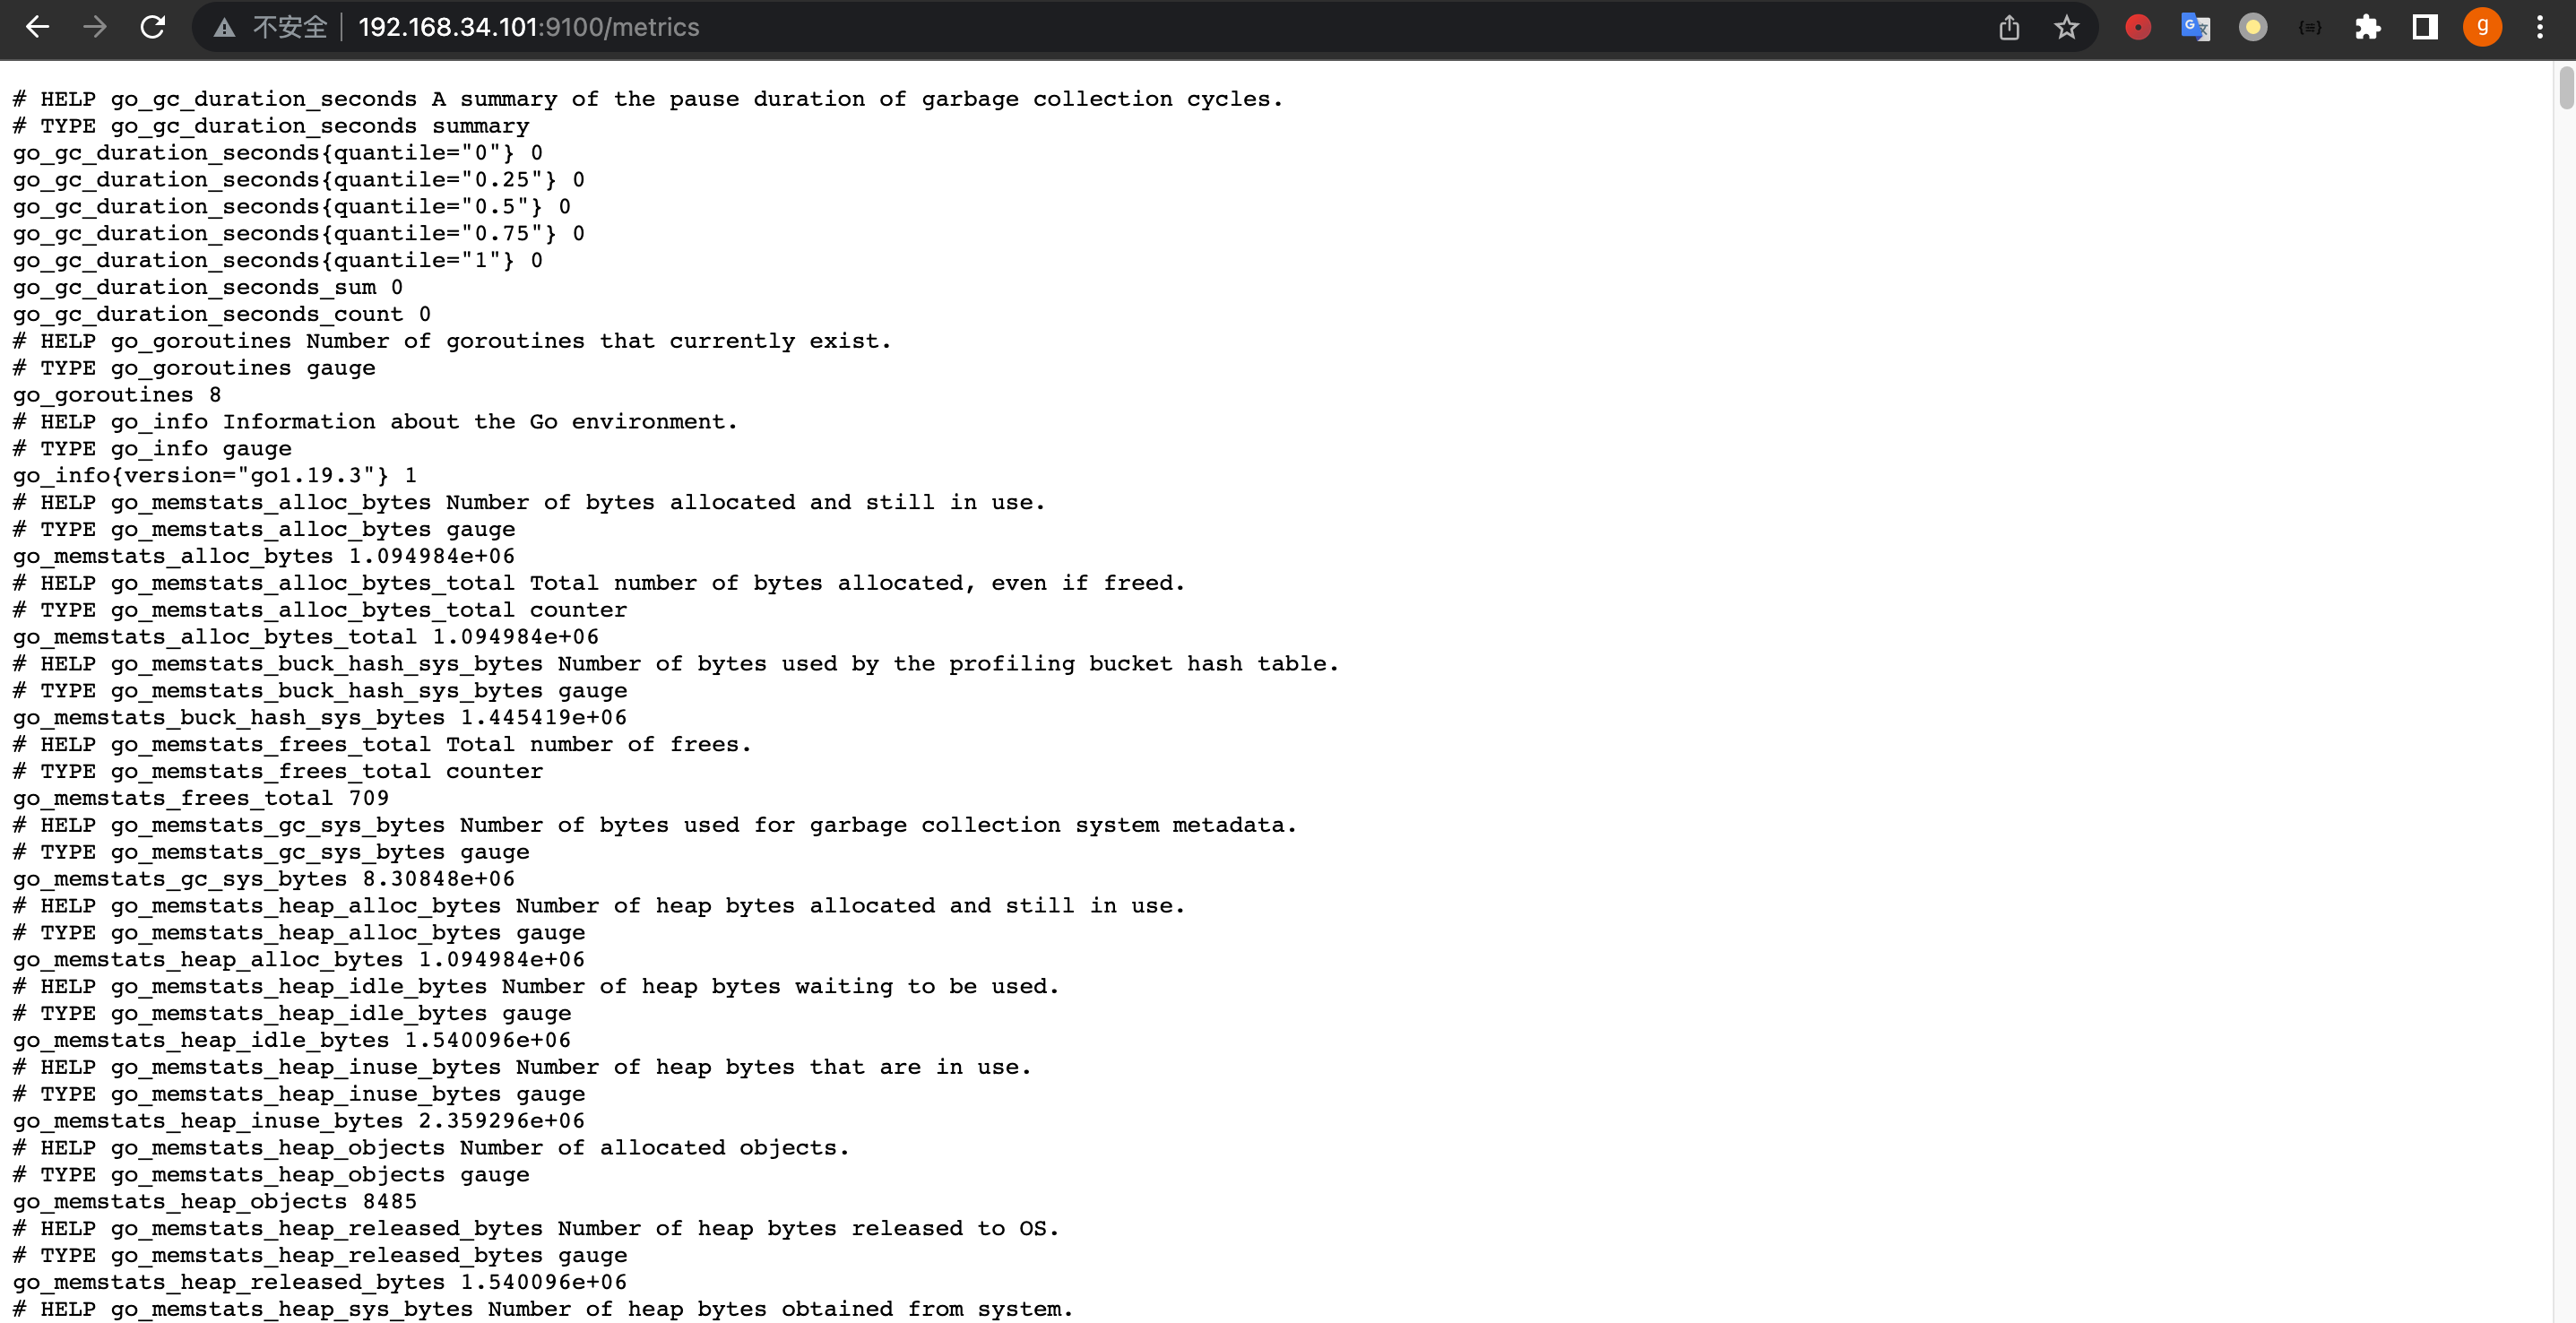 不安全 192.168.34.101:9100/metrics
g
# HELP go_gc_duration_seconds A summary of the pause duration of garbage collection cycles.
# TYPE go_gc_duration_seconds summary
go_gc_duration_seconds{quantile="0"} 0
go_gc_duration_seconds{quantile="0.25"} 0
go_gc_duration_seconds{quantile="0.5"} 0
go_gc_duration_seconds{quantile="0.75"} 0
go_gc_duration_seconds{quantile="1"} 0
go_gc_duration_seconds_sum 0
go_gc_duration_seconds_count 0
# HELP go_goroutines Number of goroutines that currently exist.
# TYPE go_goroutines gauge
go_goroutines 8
# HELP go_info Information about the Go environment.
# TYPE go_info gauge
go_info{version="go1.19.3"} 1
# HELP go_memstats_alloc_bytes Number of bytes allocated and still in use.
# TYPE go_memstats_alloc_bytes gauge
go_memstats_alloc_bytes 1.094984e+06
# HELP go_memstats_alloc_bytes_total Total number of bytes allocated, even if freed.
# TYPE go_memstats_alloc_bytes_total counter
go_memstats_alloc_bytes_total 1.094984e+06
# HELP go_memstats_buck_hash_sys_bytes Number of bytes used by the profiling bucket hash table.
# TYPE go_memstats_buck_hash_sys_bytes gauge
go_memstats_buck_hash_sys_bytes 1.445419e+06
# HELP go_memstats_frees_total Total number of frees.
# TYPE go_memstats_frees_total counter
go_memstats_frees_total 709
# HELP go_memstats_gc_sys_bytes Number of bytes used for garbage collection system metadata.
# TYPE go_memstats_gc_sys_bytes gauge
go_memstats_gc_sys_bytes 8.30848e+06
# HELP go_memstats_heap_alloc_bytes Number of heap bytes allocated and still in use.
# TYPE go_memstats_heap_alloc_bytes gauge
go_memstats_heap_alloc_bytes 1.094984e+06
# HELP go_memstats_heap_idle_bytes Number of heap bytes waiting to be used.
# TYPE go_memstats_heap_idle_bytes gauge
go_memstats_heap_idle_bytes 1.540096e+06
# HELP go_memstats_heap_inuse_bytes Number of heap bytes that are in use.
# TYPE go_memstats_heap_inuse_bytes gauge
go_memstats_heap_inuse_bytes 2.359296e+06
# HELP go_memstats_heap_objects Number of allocated objects.
# TYPE go_memstats_heap_objects gauge
go_memstats_heap_objects 8485
# HELP go_memstats_heap_released_bytes Number of heap bytes released to OS.
# TYPE go_memstats_heap_released_bytes gauge
go_memstats_heap_released_bytes 1.540096e+06
# HELP go_memstats_heap_sys_bytes Number of heap bytes obtained from system.